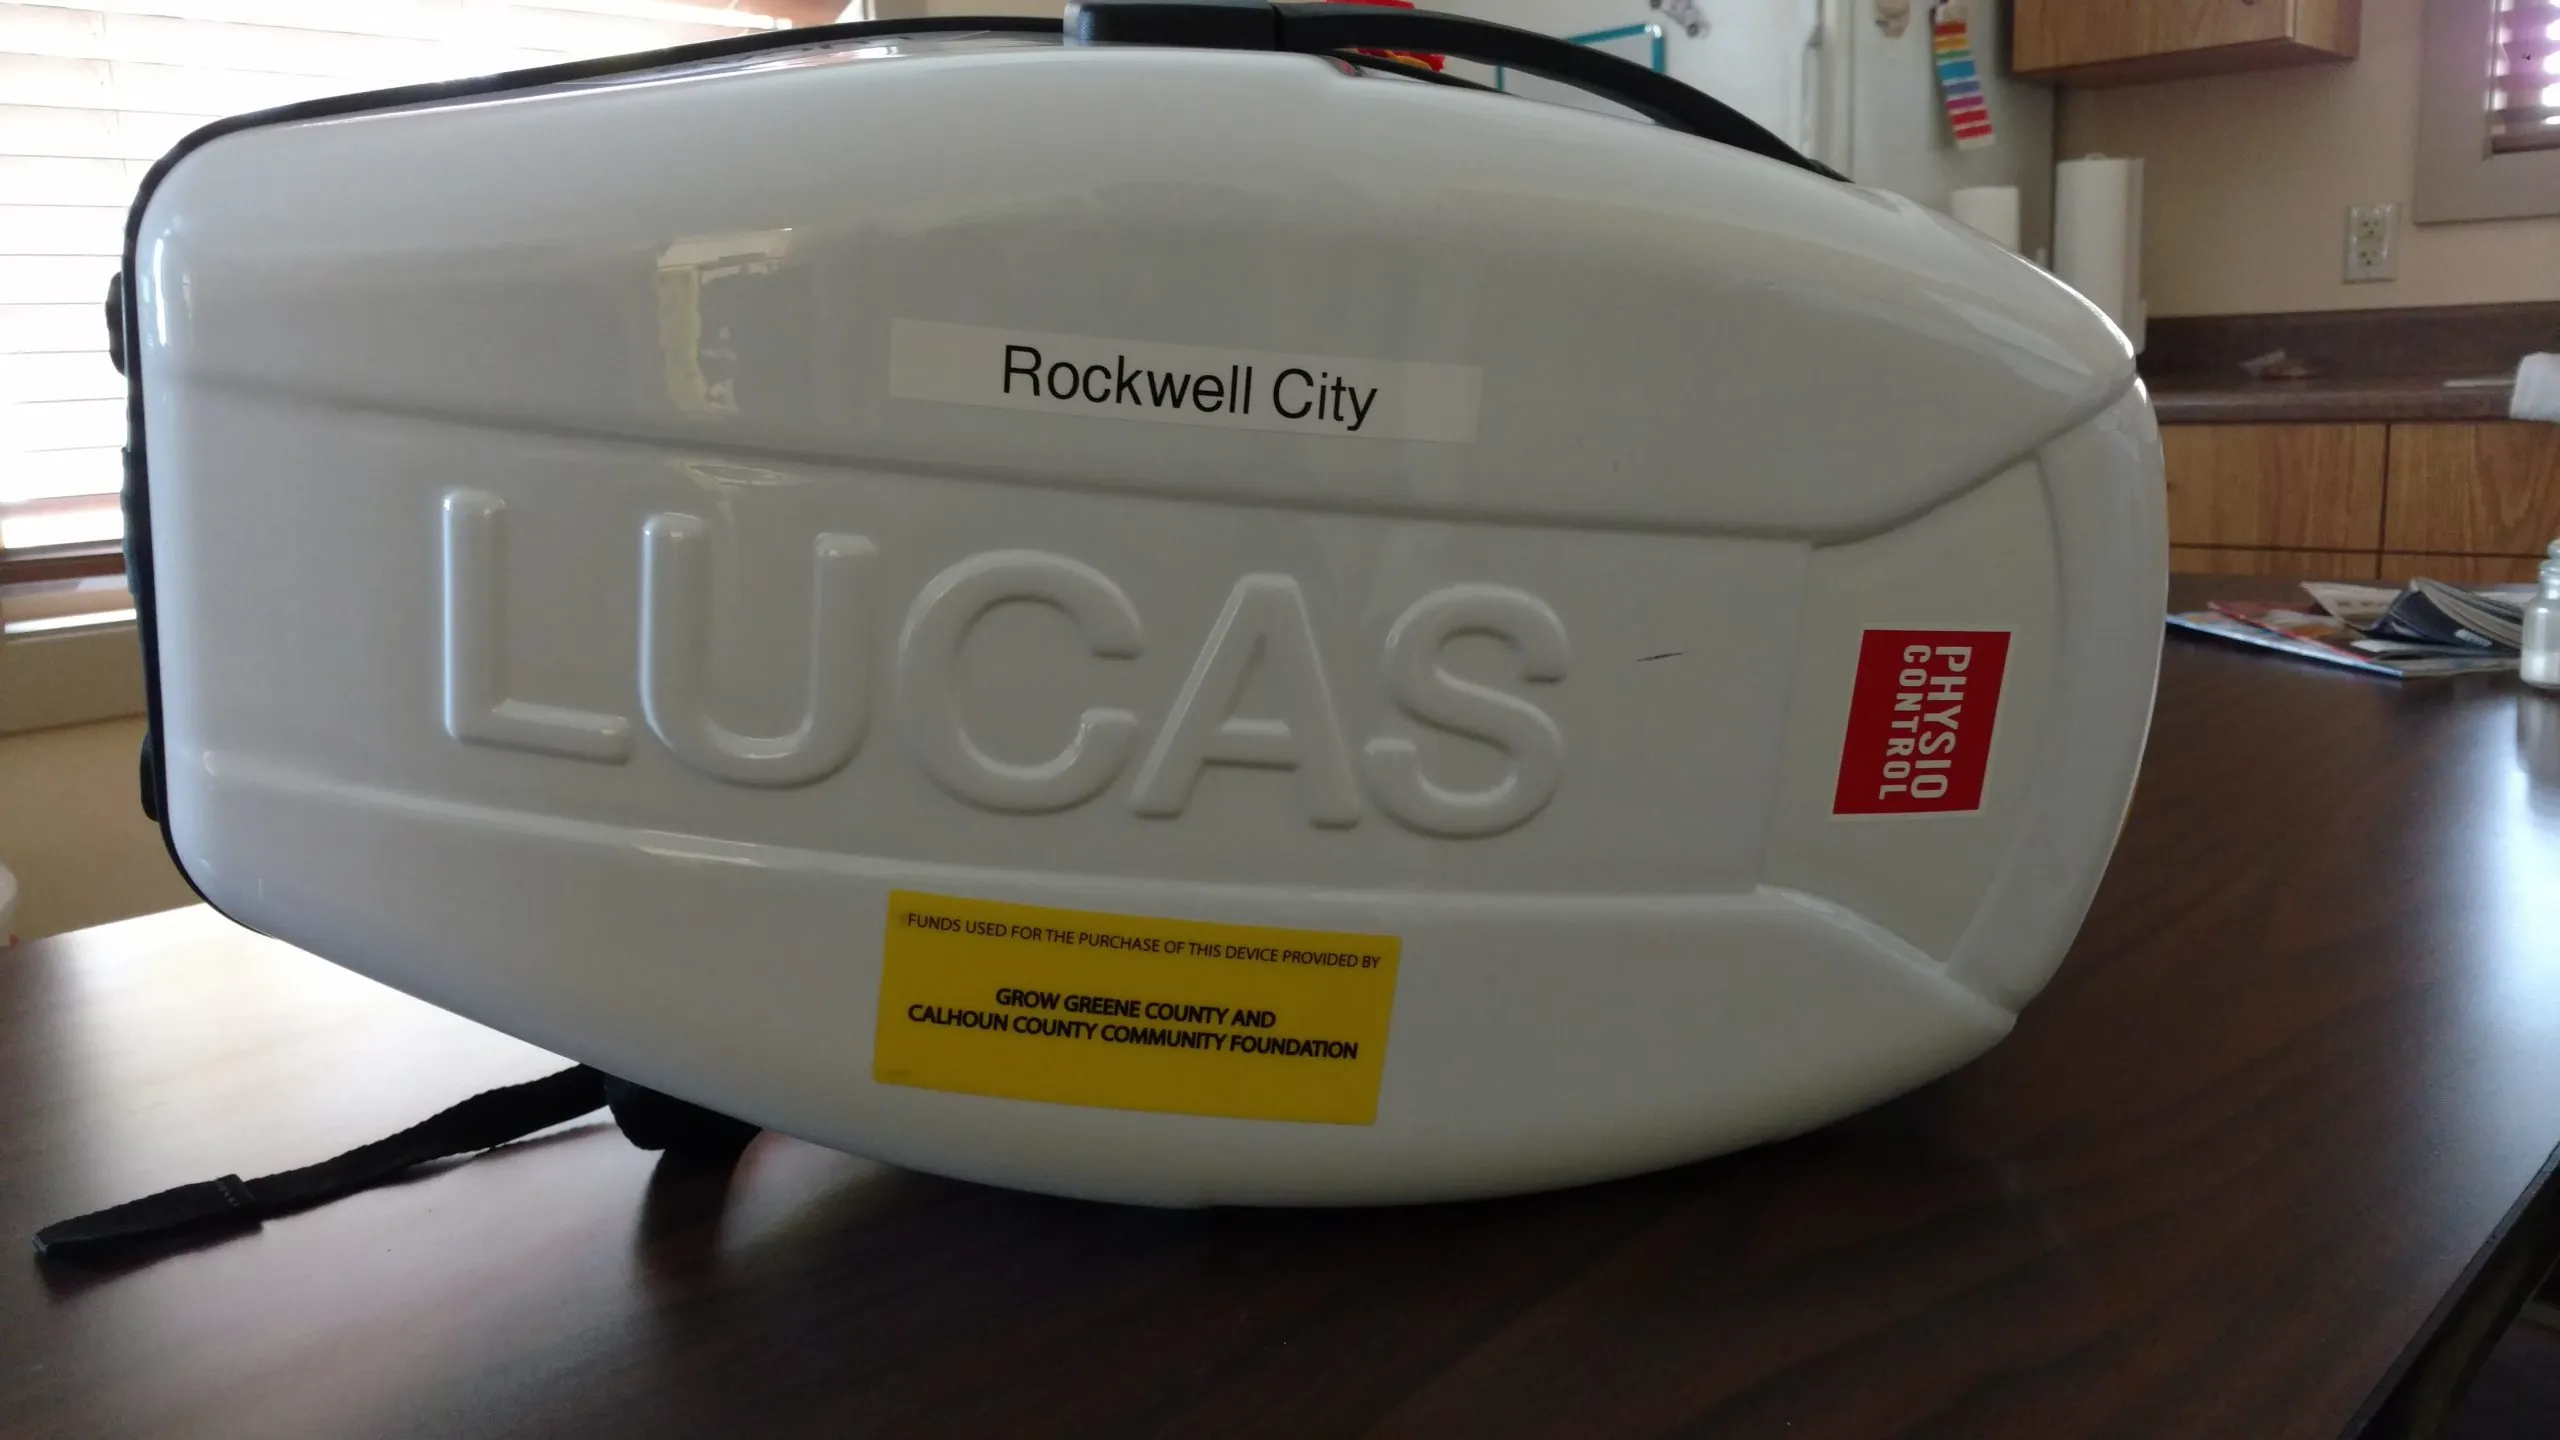 Rockwell City
LUCAS
PHYSIO
CONTROL
FUNDS USED FOR THE PURCHASE OF THIS DEVICE PROVIDED BY
GROW GREENE COUNTY AND
CALHOUN COUNTY COMMUNITY FOUNDATION